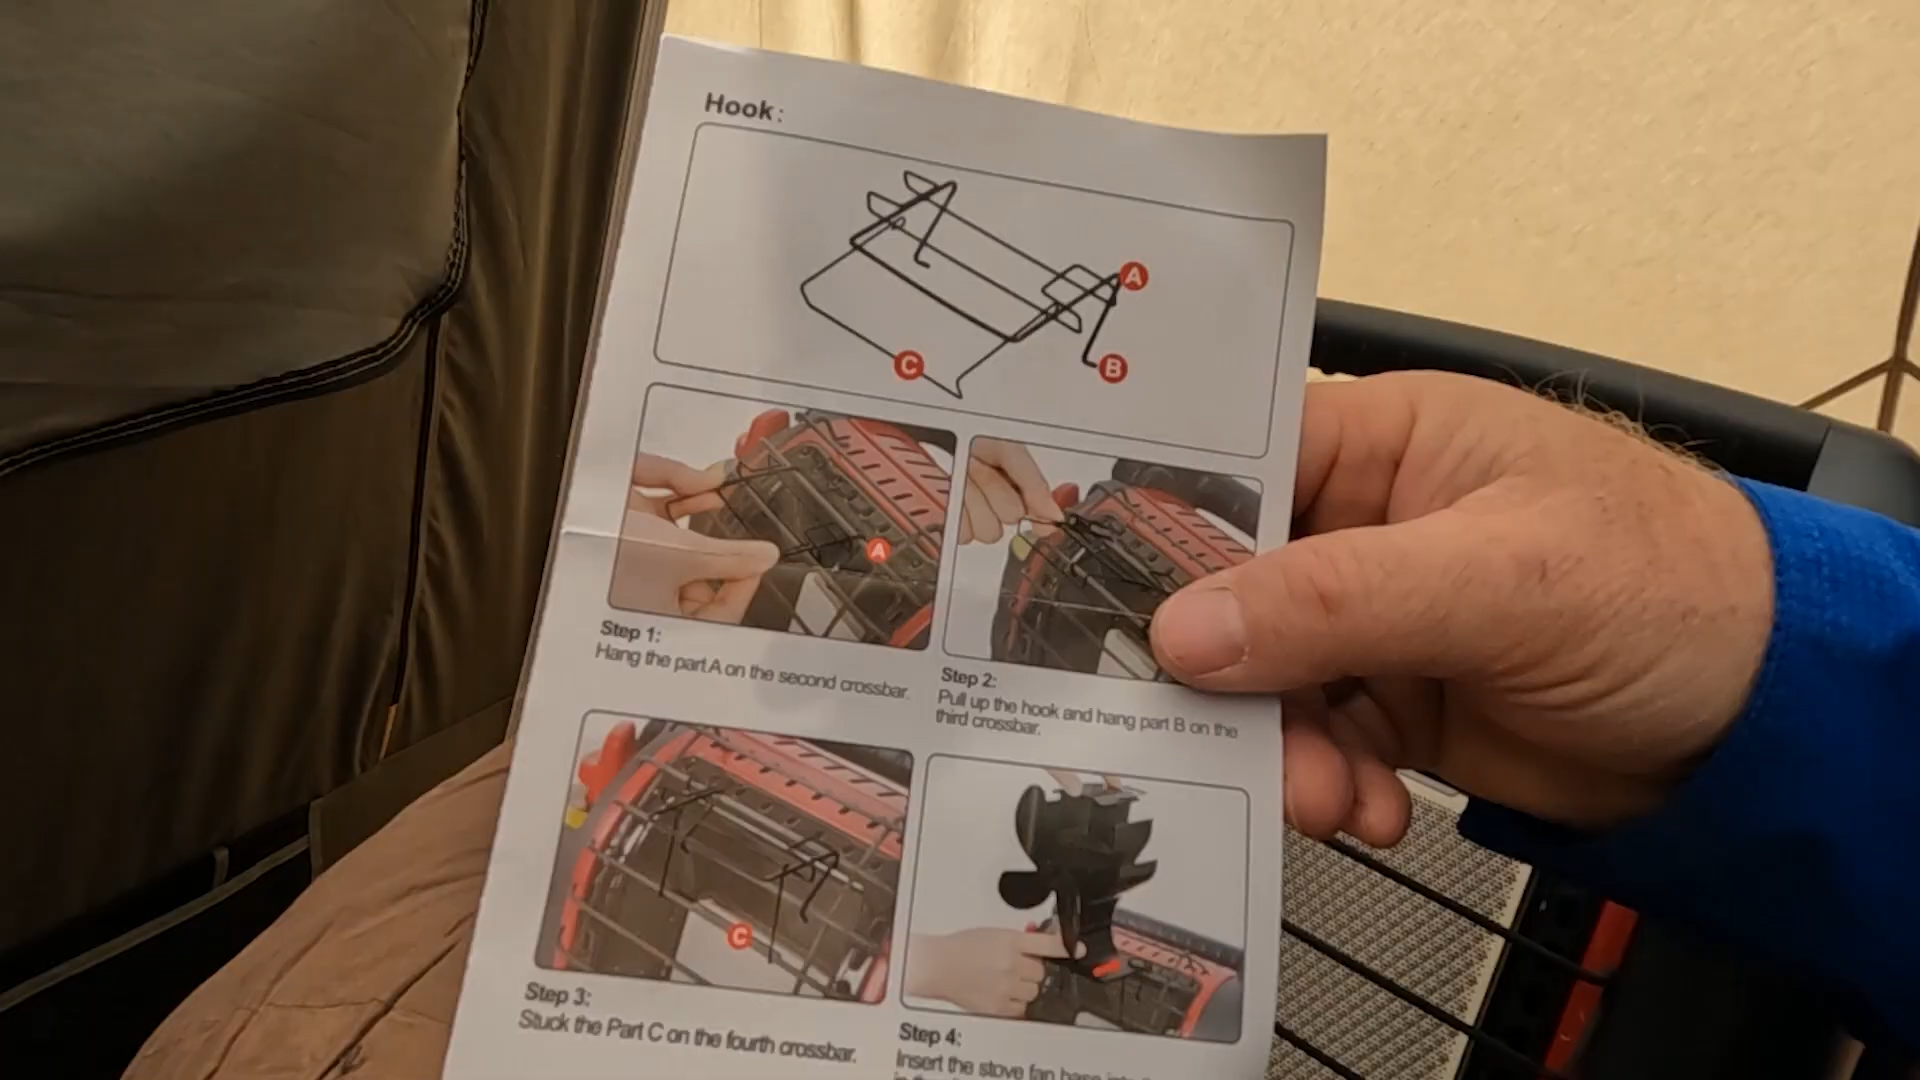 Hook:
A
B
C
A
Step 1:
Hang the part A on the second crossbar.
Step 2:
Pull up the hook and hang part B on the
third crossbar.
C
Step 3:
Stuck the Part C on the fourth crossbar.
Step 4:
Insert the stove fan base